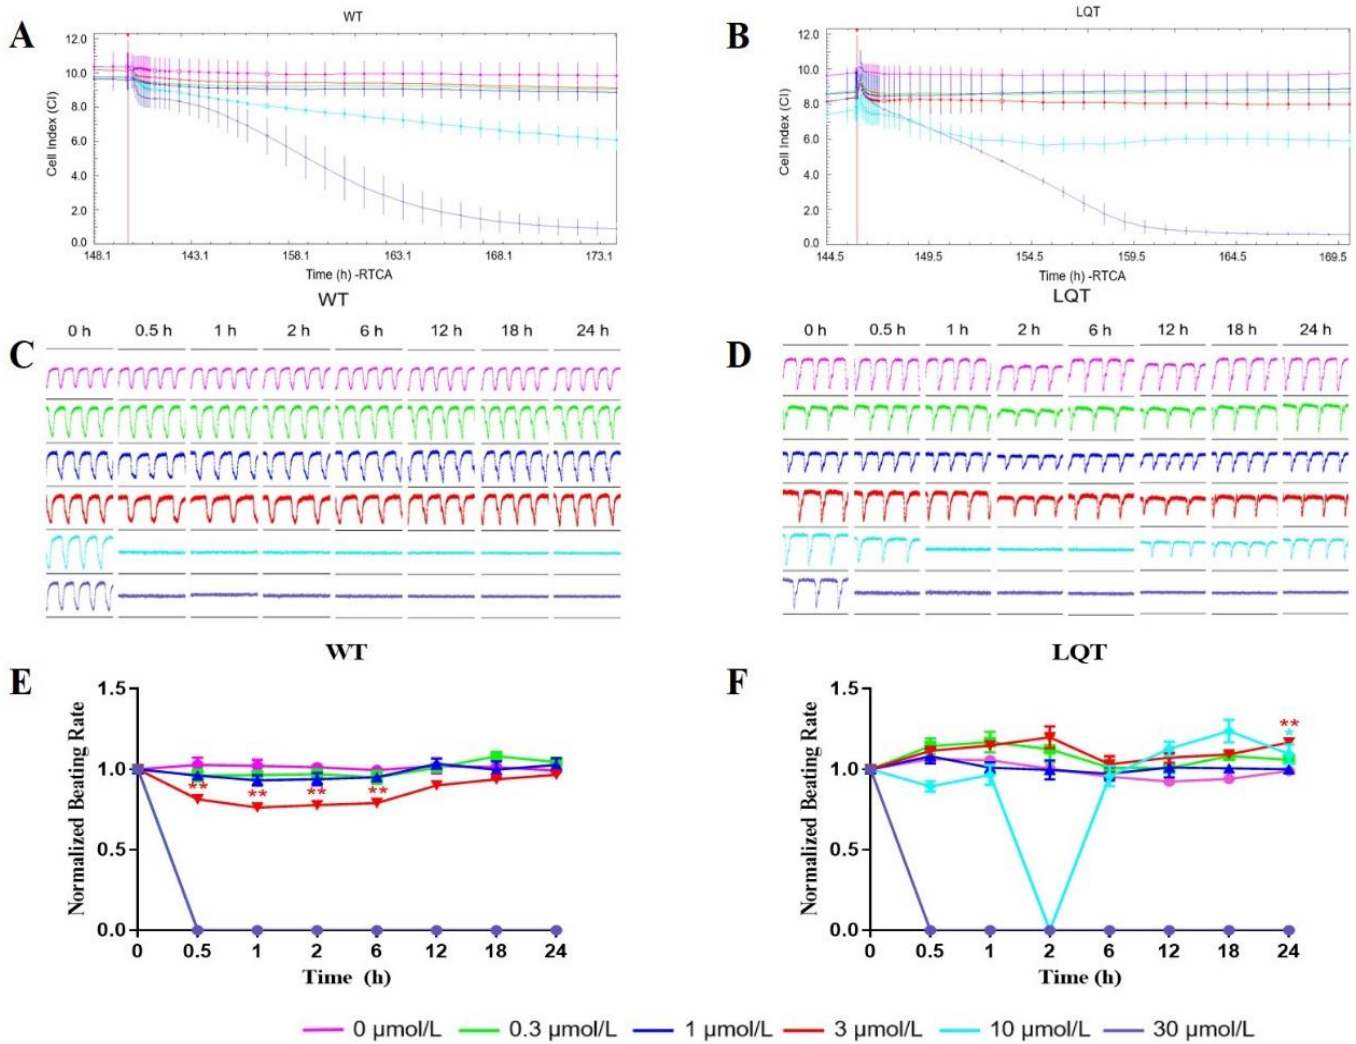 A
WT
Cell Index (CI)
12.0
10.0
8.0
6.0
4.0
2.0
0.0
148.1 143.1 158.1 163.1 168.1 173.1
Time (h) -RTCA
B
LQT
Cell Index (CI)
12.0
10.0
8.0
6.0
4.0
2.0
0.0
144.5 149.5 154.5 159.5 164.5 169.5
Time (h) -RTCA
C
WT
0 h 0.5 h 1 h 2 h 6 h 12 h 18 h 24 h
D
LQT
0 h 0.5 h 1 h 2 h 6 h 12 h 18 h 24 h
E
WT
Normalized Beating Rate
1.5
1.0
0.5
0.0
** ** ** **
0 0.5 1 2 6 12 18 24
Time (h)
F
LQT
Normalized Beating Rate
1.5
1.0
0.5
0.0
**
*
0 0.5 1 2 6 12 18 24
Time (h)
0 μmol/L 0.3 μmol/L 1 μmol/L 3 μmol/L 10 μmol/L 30 μmol/L